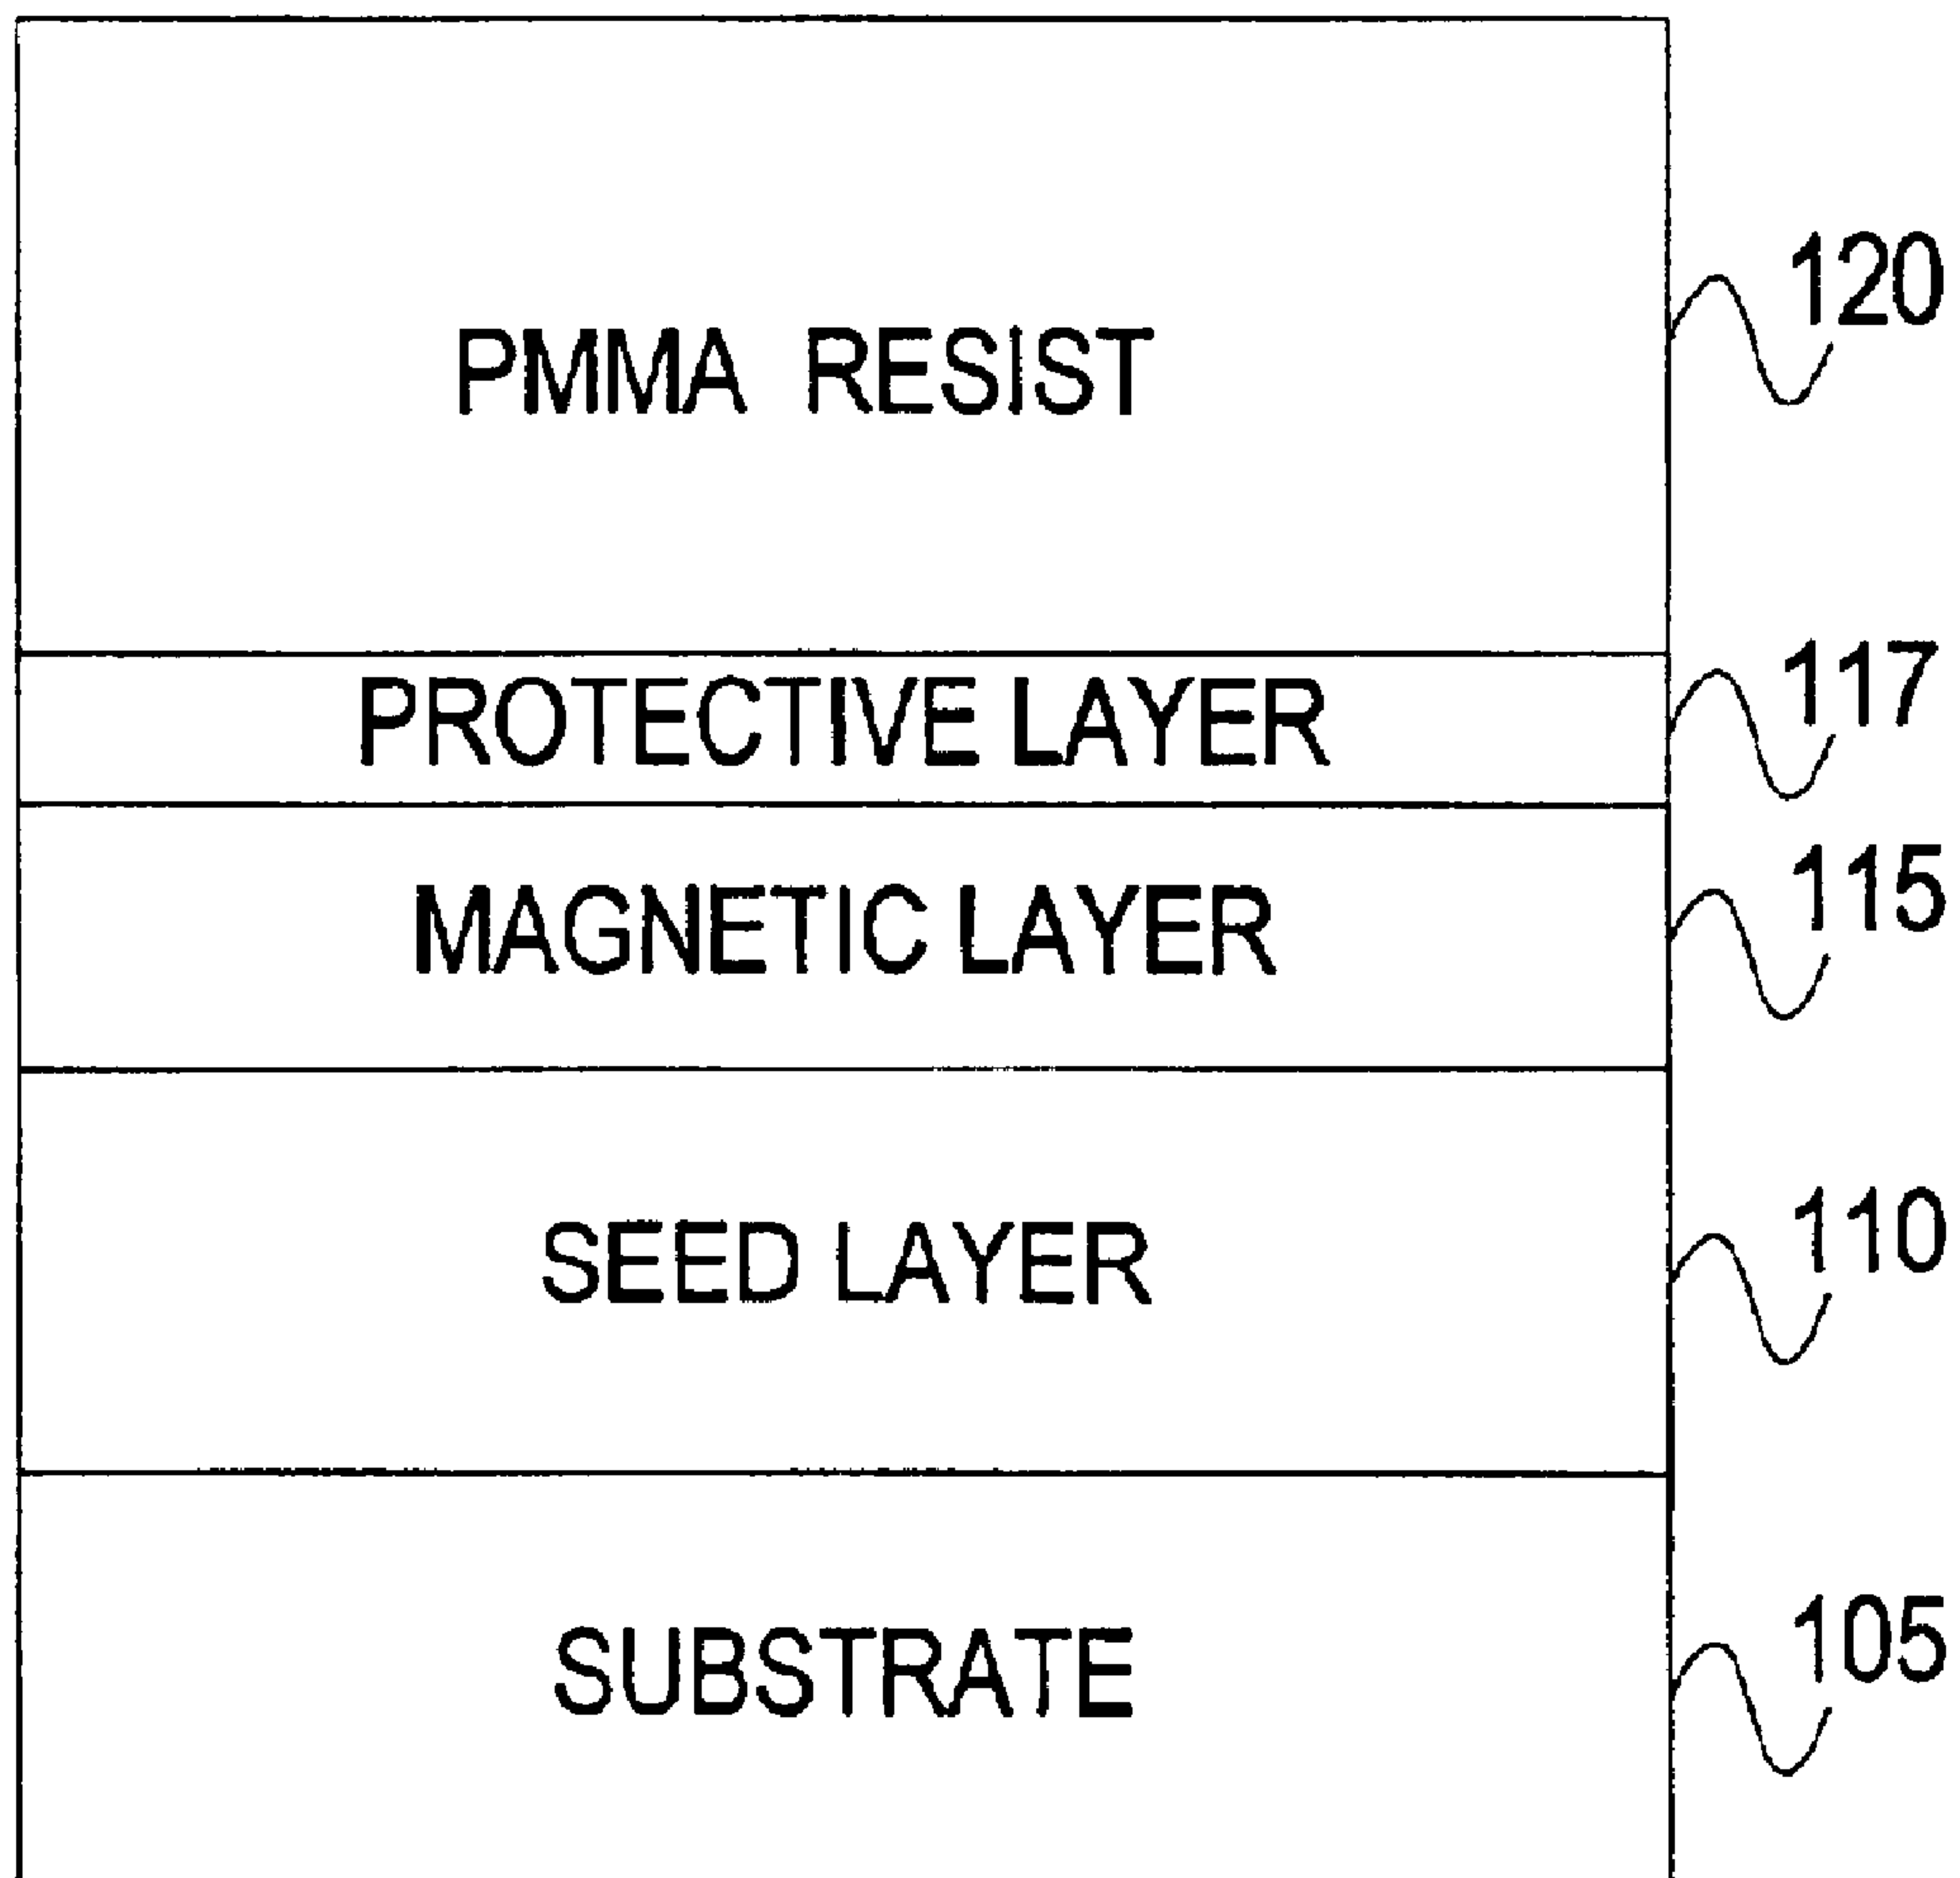 120
PMMA RESIST
117
PROTECTIVE LAYER
115
MAGNETIC LAYER
110
SEED LAYER
105
SUBSTRATE